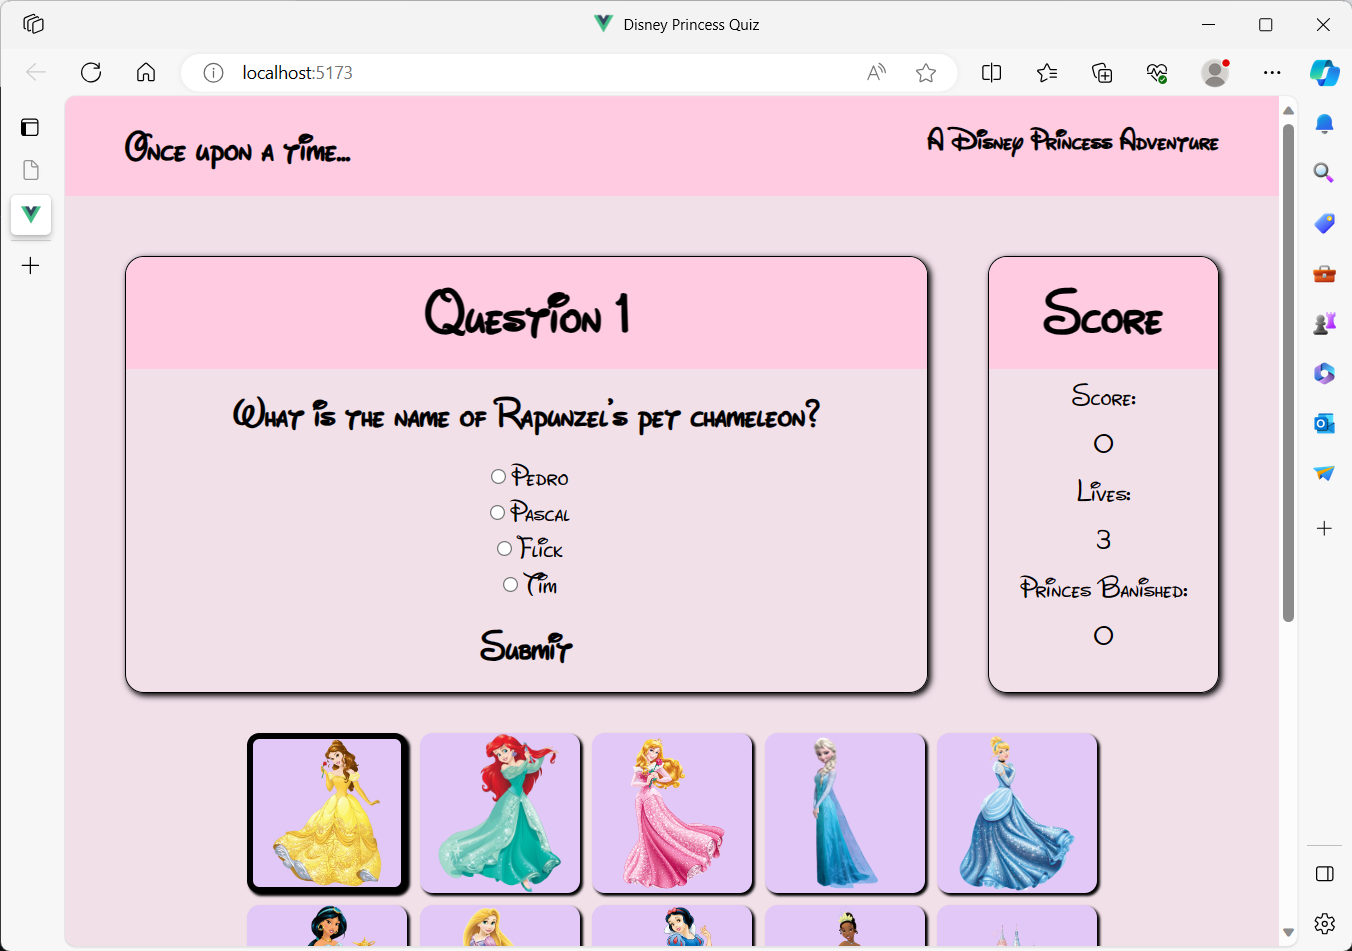 Disney Princess Quiz
localhost:5173
Once upon a time...
A Disney Princess Adventure
Question 1
What is the name of Rapunzel's pet chameleon?
Pedro
Pascal
Flick
Tim
Submit
Score
Score:
0
Lives:
3
Princes Banished:
0